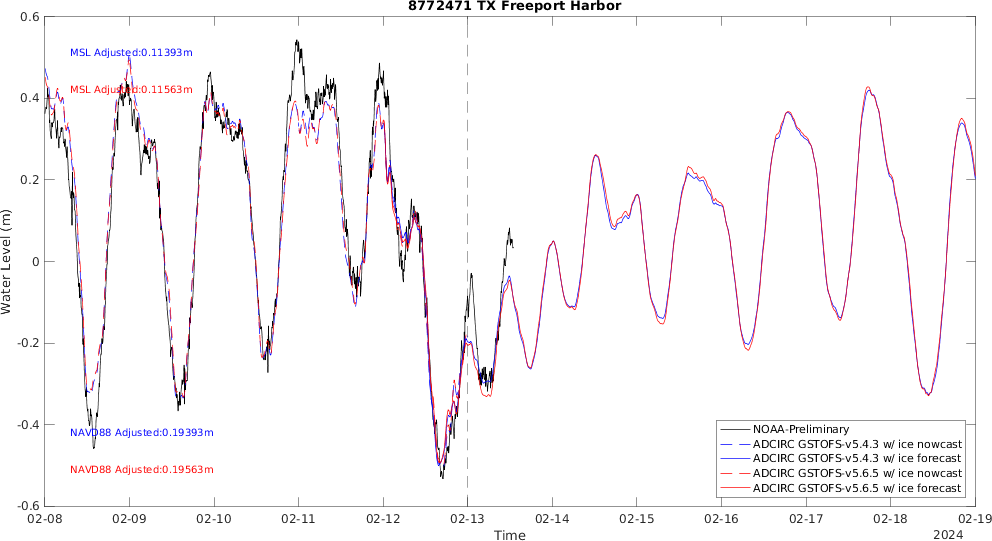 8772471 TX Freeport Harbor
0.6
0.4
0.2
0
-0.2
-0.4
-0.6
Water Level (m)
MSL Adjusted:0.11393m
MSL Adjusted:0.11563m
NAVD88 Adjusted:0.19393m
NAVD88 Adjusted:0.19563m
NOAA-Preliminary
ADCIRC GSTOFS-v5.4.3 w/ ice nowcast
ADCIRC GSTOFS-v5.4.3 w/ ice forecast
ADCIRC GSTOFS-v5.6.5 w/ ice nowcast
ADCIRC GSTOFS-v5.6.5 w/ ice forecast
02-08 02-09 02-10 02-11 02-12 02-13 02-14 02-15 02-16 02-17 02-18 02-19
Time
2024